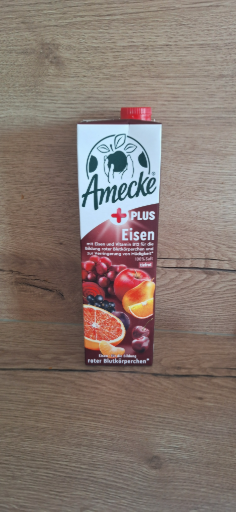 Amecke®
+PLUS
Eisen
mit Eisen und Vitamin B12 für die
Bildung roter Blutkörperchen und
zur Verringerung von Müdigkeit*
100% Saft
Bildung
roter Blutkörperchen*